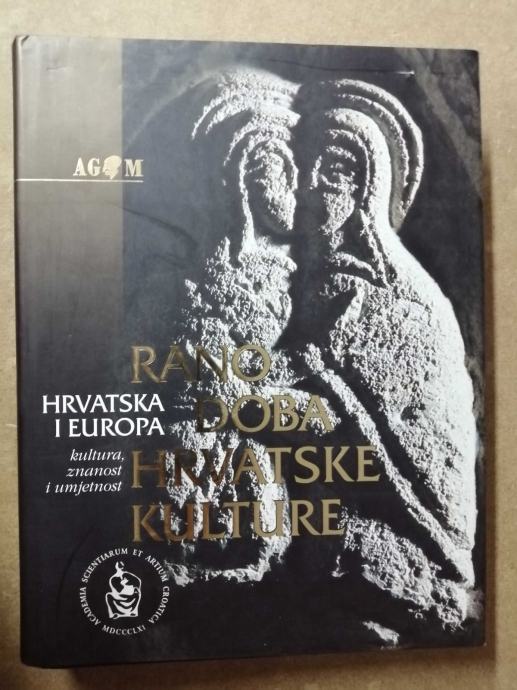 AGM
RANO
DOBA
HRVATSKE
KULTURE
HRVATSKA
I EUROPA
kultura,
znanost
i umjetnost
ACADEMIA SCIENTIARUM ET ARTIUM CROATICA
MDCCCLXI